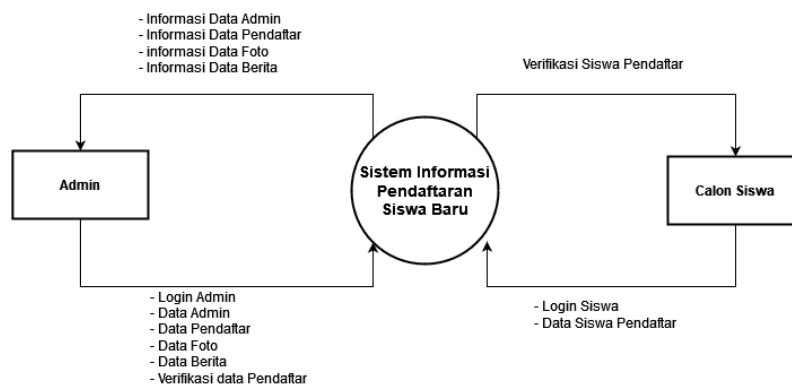 - Informasi Data Admin
- Informasi Data Pendaftar
- informasi Data Foto
- Informasi Data Berita
Verifikasi Siswa Pendaftar
Admin
Sistem Informasi
Pendaftaran
Siswa Baru
Calon Siswa
- Login Admin
- Data Admin
- Data Pendaftar
- Data Foto
- Data Berita
- Verifikasi data Pendaftar
- Login Siswa
- Data Siswa Pendaftar